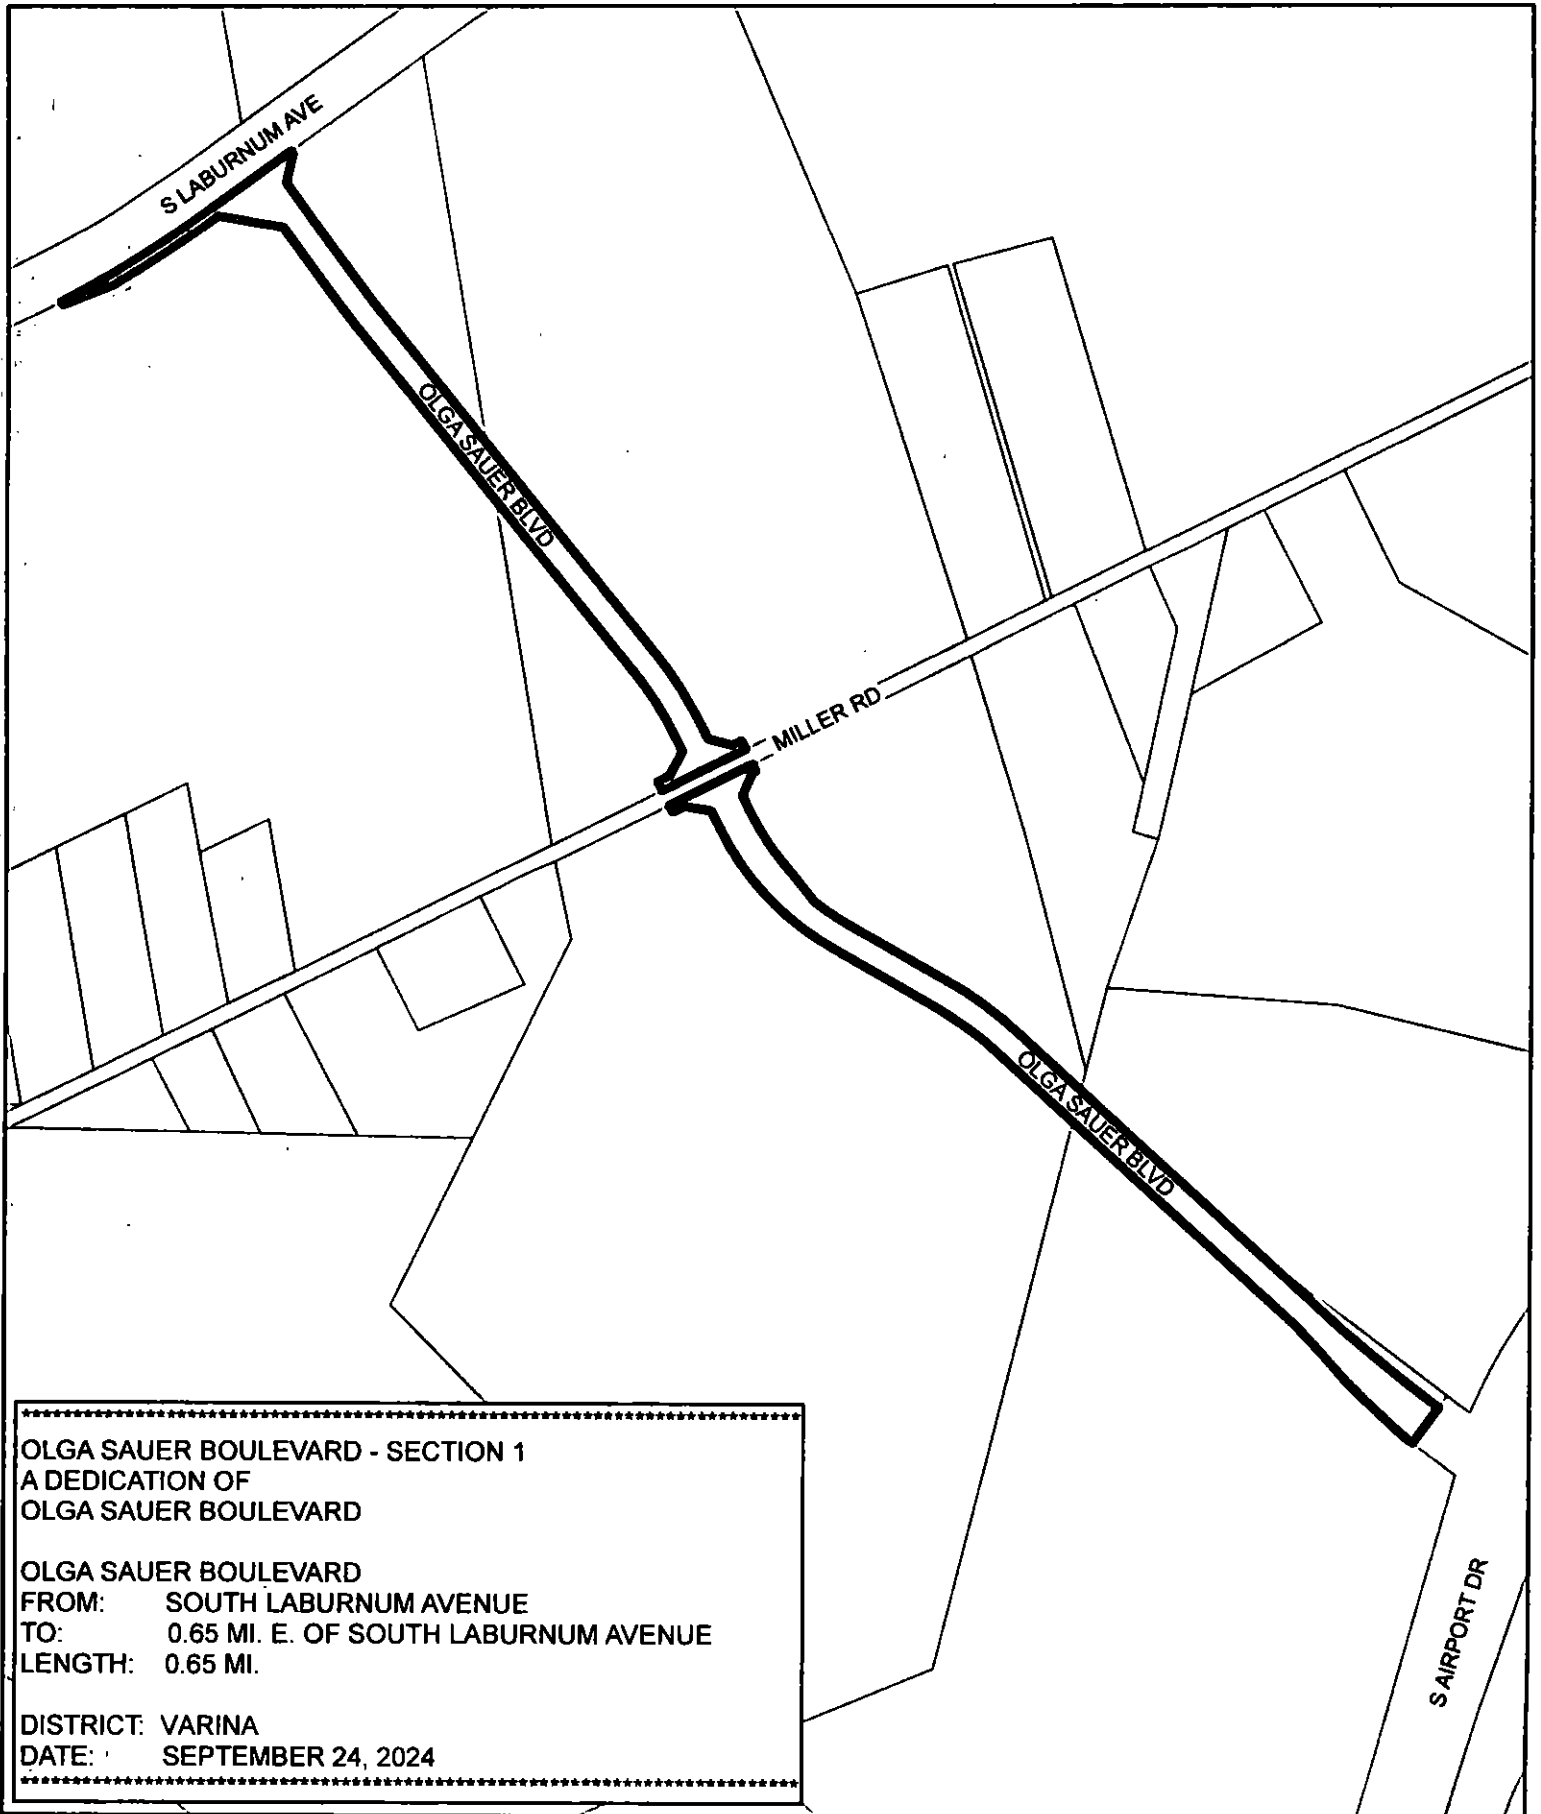 S LABURNUM AVE
OLGA SAUER BLVD
MILLER RD
OLGA SAUER BLVD
S AIRPORT DR
OLGA SAUER BOULEVARD - SECTION 1
A DEDICATION OF
OLGA SAUER BOULEVARD
OLGA SAUER BOULEVARD
FROM: SOUTH LABURNUM AVENUE
TO: 0.65 MI. E. OF SOUTH LABURNUM AVENUE
LENGTH: 0.65 MI.
DISTRICT: VARINA
DATE: SEPTEMBER 24, 2024